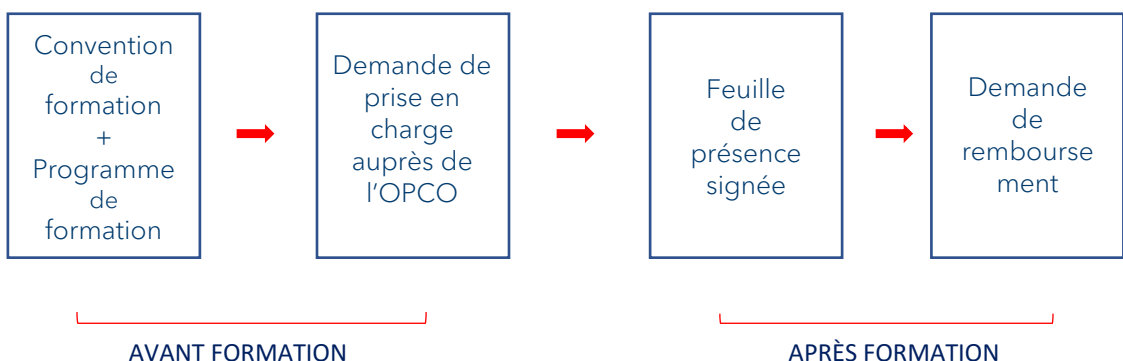 Convention
de
formation
+
Programme
de
formation
Demande de
prise en
charge
auprès de
l'OPCO
Feuille
de
présence
signée
Demande
de
rembourse
ment
AVANT FORMATION
APRÈS FORMATION